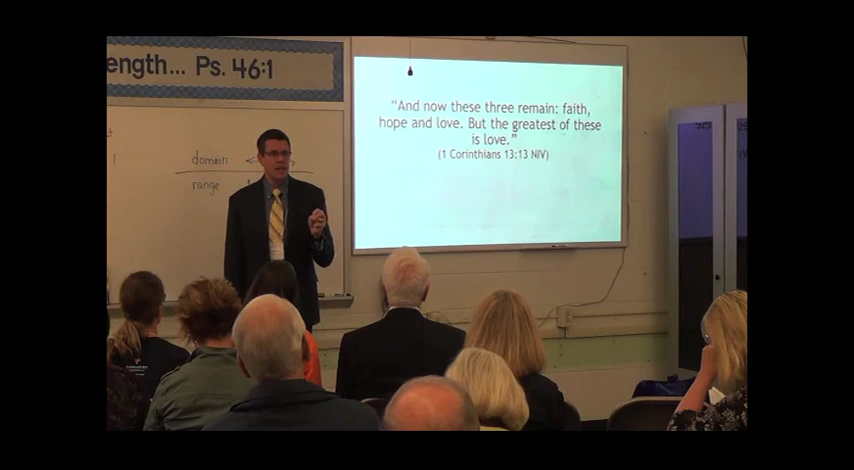 ength... Ps. 46:1
“And now these three remain: faith,
hope and love. But the greatest of these
is love.”
(1 Corinthians 13:13 NIV)
domain
range